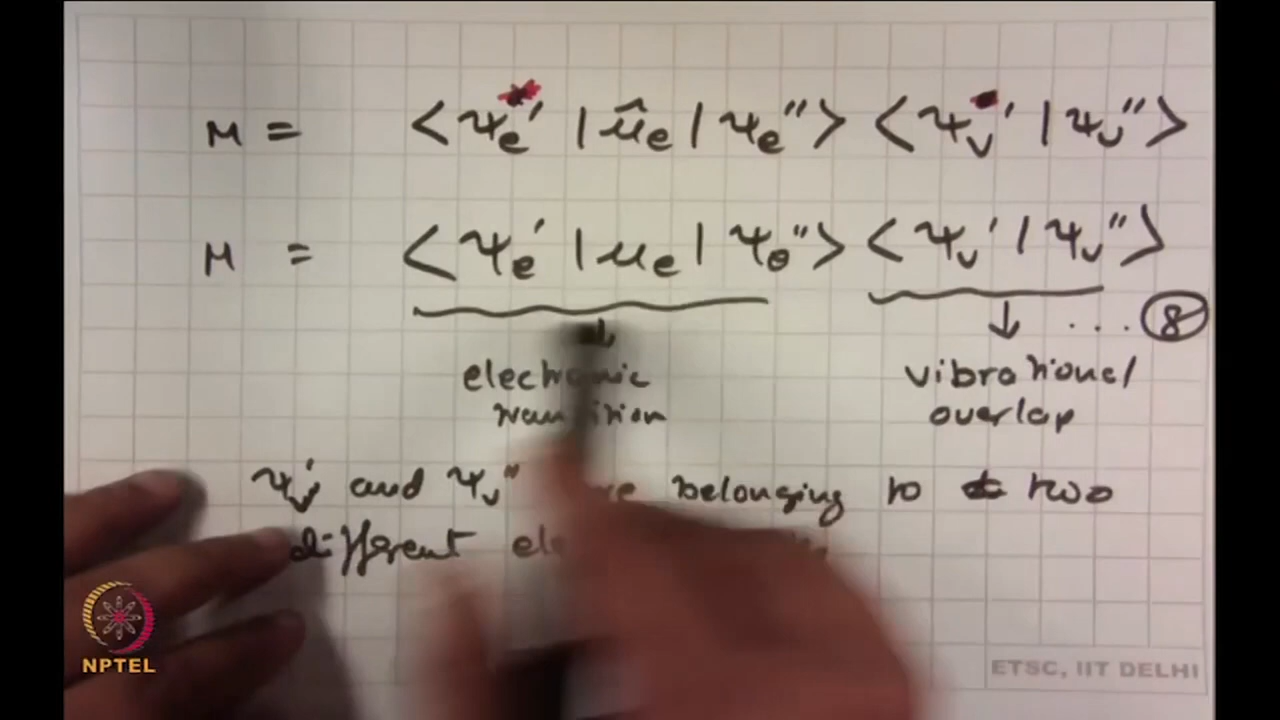 μ = <ψe' | μ̂e | ψe''> <ψv' | ψv''>
μ = <ψe' | μe | ψe''> <ψv' | ψv''>
... 8
electronic transition
vibrational overlap
ψv' and ψv'' belonging to two
different
NPTEL
ETSC, IIT DELHI